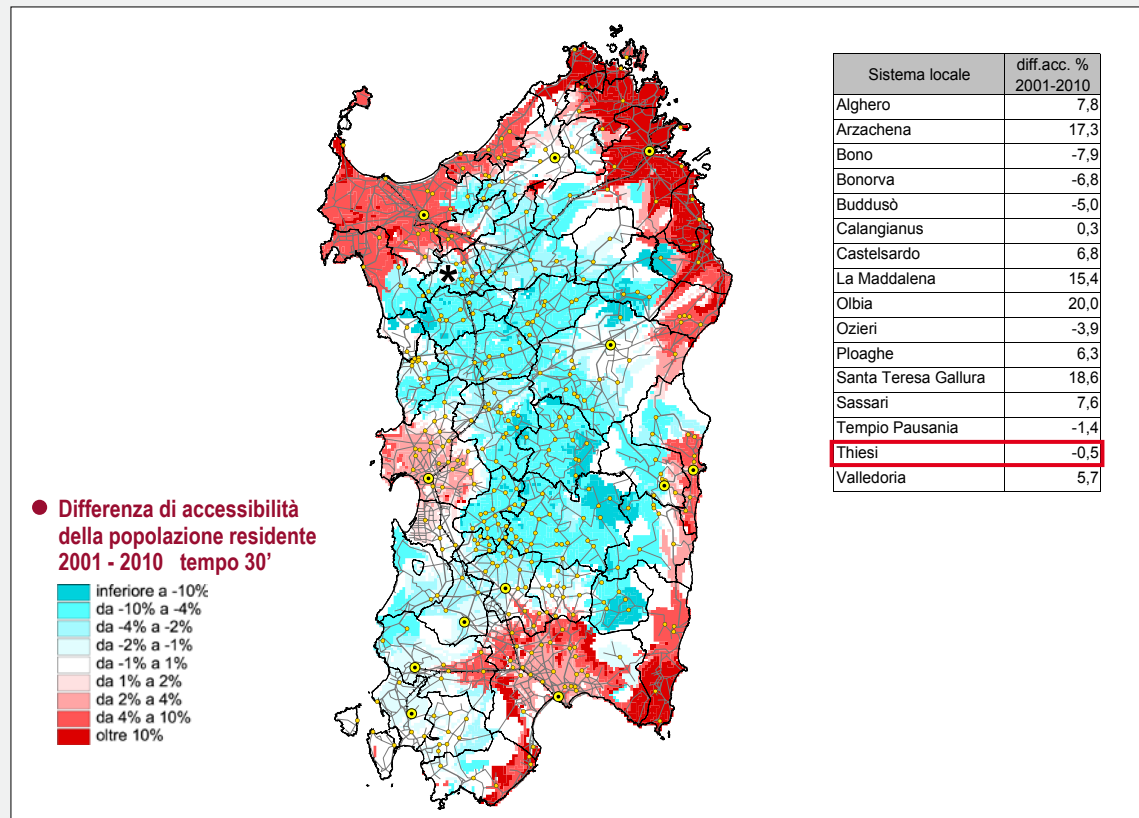 Sistema locale diff.acc. % 2001-2010
Alghero 7,8
Arzachena 17,3
Bono -7,9
Bonorva -6,8
Buddusò -5,0
Calangianus 0,3
Castelsardo 6,8
La Maddalena 15,4
Olbia 20,0
Ozieri -3,9
Ploaghe 6,3
Santa Teresa Gallura 18,6
Sassari 7,6
Tempio Pausania -1,4
Thiesi -0,5
Valledoria 5,7
*
Differenza di accessibilità
della popolazione residente
2001 - 2010 tempo 30'
inferiore a -10%
da -10% a -4%
da -4% a -2%
da -2% a -1%
da -1% a 1%
da 1% a 2%
da 2% a 4%
da 4% a 10%
oltre 10%